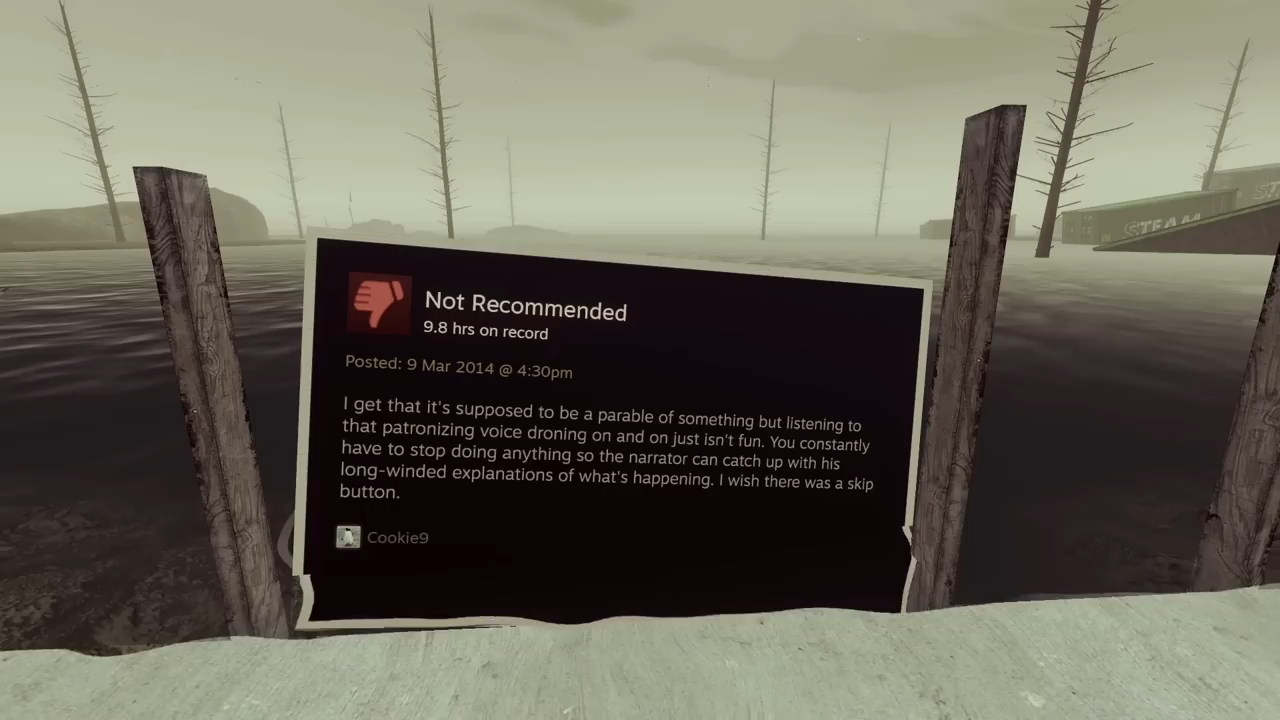 STEAM
Not Recommended
9.8 hrs on record
Posted: 9 Mar 2014 @ 4:30pm
I get that it's supposed to be a parable of something but listening to
that patronizing voice droning on and on just isn't fun. You constantly
have to stop doing anything so the narrator can catch up with his
long-winded explanations of what's happening. I wish there was a skip
button.
Cookie9